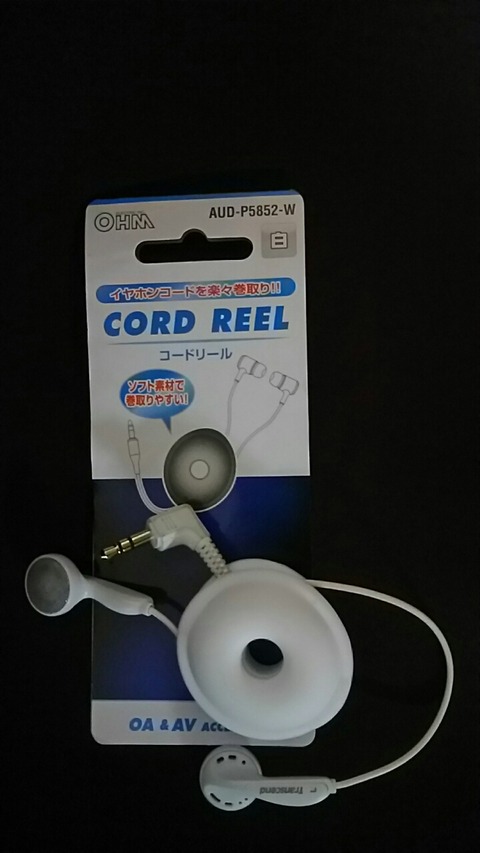 OHM
AUD-P5852-W
イヤホンコードを楽々巻取り!!
CORD REEL
コードリール
ソフト素材で
巻取りやすい!
OA & AV
Transcend
L